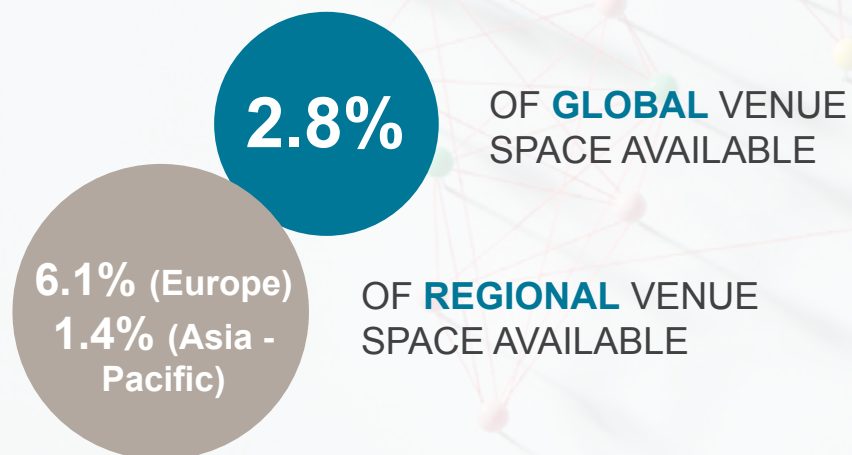 2.8%
OF GLOBAL VENUE
SPACE AVAILABLE
6.1% (Europe)
1.4% (Asia -
Pacific)
OF REGIONAL VENUE
SPACE AVAILABLE